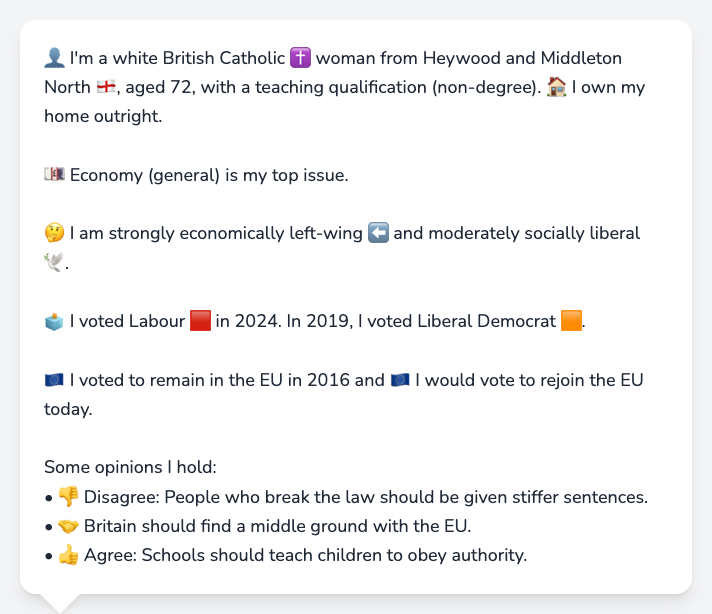 👤 I'm a white British Catholic ✝️ woman from Heywood and Middleton
North 🏴󠁧󠁢󠁥󠁮󠁧󠁿, aged 72, with a teaching qualification (non-degree). 🏠 I own my
home outright.
💷 Economy (general) is my top issue.
🤔 I am strongly economically left-wing ⬅️ and moderately socially liberal
🕊️.
🗳️ I voted Labour 🟥 in 2024. In 2019, I voted Liberal Democrat 🟧.
🇪🇺 I voted to remain in the EU in 2016 and 🇪🇺 I would vote to rejoin the EU
today.
Some opinions I hold:
• 👎 Disagree: People who break the law should be given stiffer sentences.
• 🤝 Britain should find a middle ground with the EU.
• 👍 Agree: Schools should teach children to obey authority.